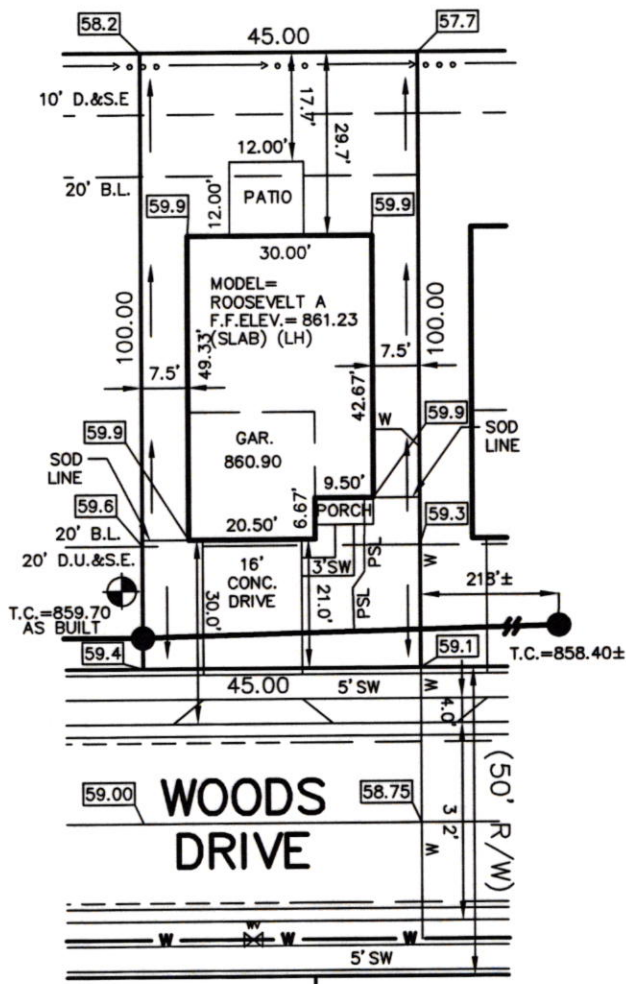 58.2
45.00
57.7
10' D.&S.E
17.7'
29.7'
12.00'
20' B.L.
12.00'
PATIO
59.9
59.9
30.00'
MODEL=
ROOSEVELT A
F.F.ELEV.= 861.23
(SLAB) (LH)
100.00
100.00
7.5'
49.33'
42.67'
7.5'
W
59.9
GAR.
860.90
59.9
SOD
LINE
SOD
LINE
9.50'
59.6
6.67'
PORCH
59.3
20' B.L.
20.50'
20' D.U.&S.E.
16'
CONC.
DRIVE
3'SW
PSL
W
30.0'
21.0'
PSL
218'±
T.C.=859.70
AS BUILT
T.C.=858.40±
59.4
59.1
45.00
5' SW
W
4.0'
59.00
WOODS
DRIVE
58.75
(50' R/W)
W
W
WV
W
W
5' SW